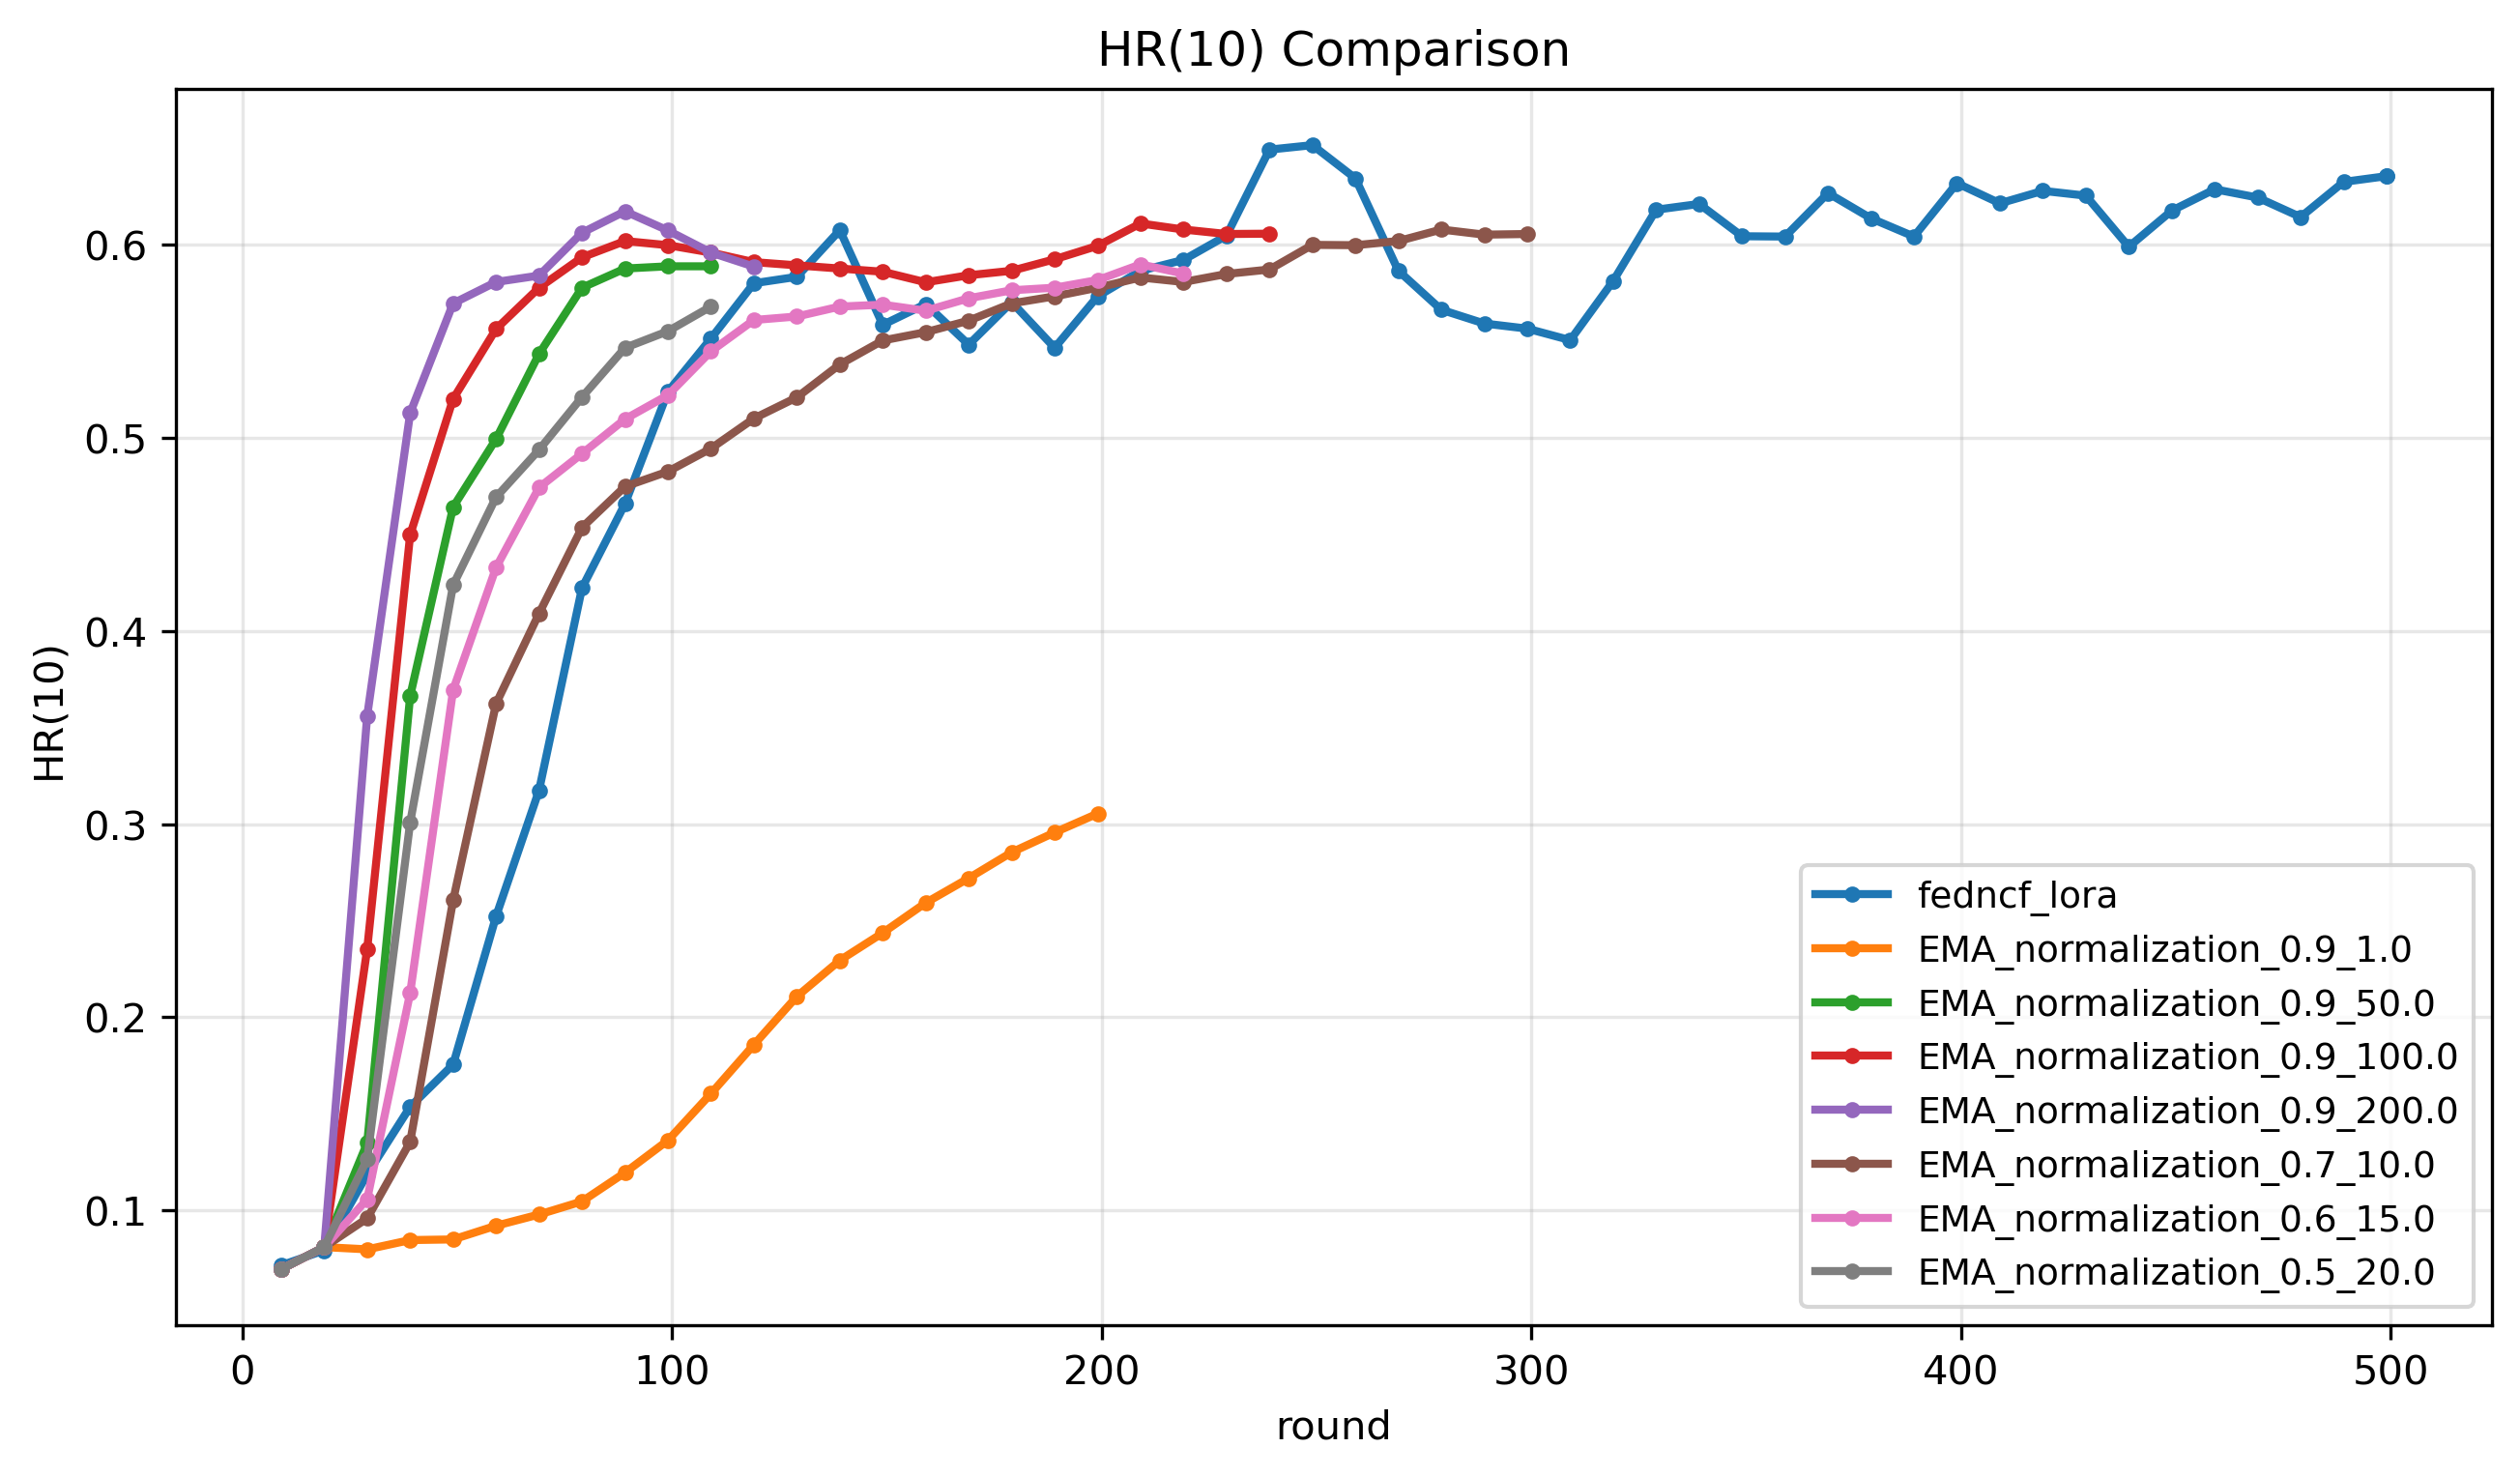 HR(10) Comparison
HR(10)
0.6
0.5
0.4
0.3
0.2
0.1
0 100 200 300 400 500
round
fedncf_lora
EMA_normalization_0.9_1.0
EMA_normalization_0.9_50.0
EMA_normalization_0.9_100.0
EMA_normalization_0.9_200.0
EMA_normalization_0.7_10.0
EMA_normalization_0.6_15.0
EMA_normalization_0.5_20.0